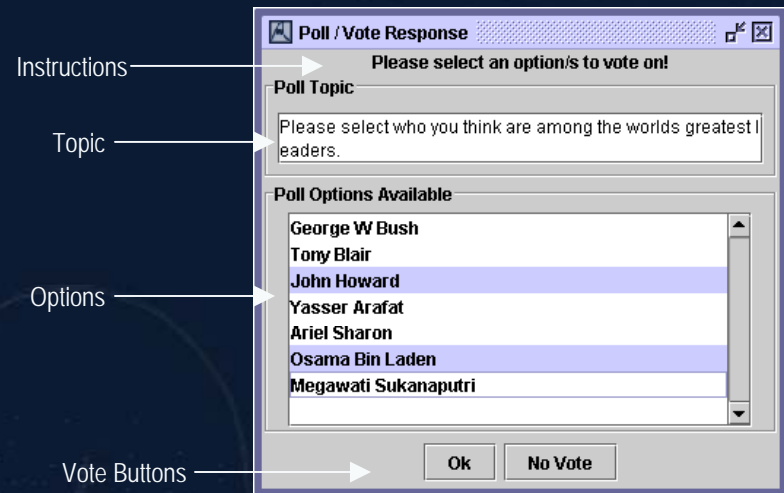 Poll / Vote Response
Instructions
Please select an option/s to vote on!
Poll Topic
Topic
Please select who you think are among the worlds greatest l
eaders.
Poll Options Available
George W Bush
Tony Blair
John Howard
Options
Yasser Arafat
Ariel Sharon
Osama Bin Laden
Megawati Sukanaputri
Vote Buttons
Ok
No Vote